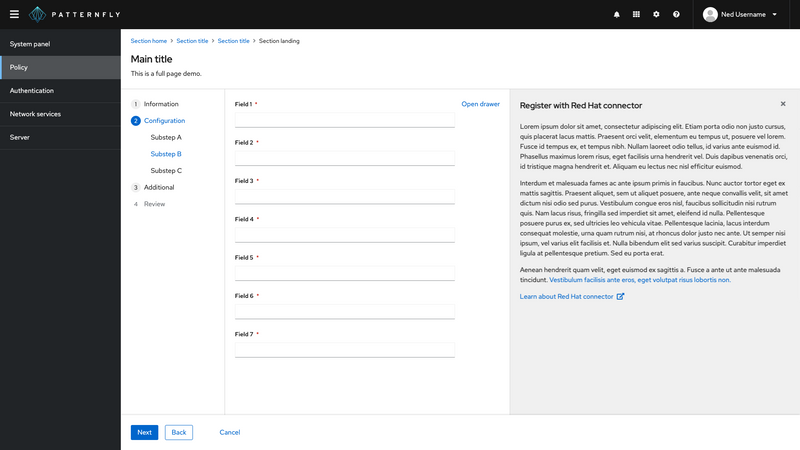 PATTERNFLY
Ned Username
System panel
Policy
Authentication
Network services
Server
Section home > Section title > Section title > Section landing
Main title
This is a full page demo.
1 Information
2 Configuration
Substep A
Substep B
Substep C
3 Additional
4 Review
Field 1 *
Open drawer
Field 2 *
Field 3 *
Field 4 *
Field 5 *
Field 6 *
Field 7 *
Register with Red Hat connector
Lorem ipsum dolor sit amet, consectetur adipiscing elit. Etiam porta odio non justo cursus,
quis placerat lacus mattis. Praesent orci velit, elementum eu tempus ut, posuere vel lorem.
Fusce id tempus ex, et tempus nibh. Nullam laoreet odio tellus, id varius ante euismod id.
Phasellus maximus lorem risus, eget facilisis urna hendrerit vel. Duis dapibus venenatis orci,
id tristique magna hendrerit et. Aliquam eu lectus nec nisl efficitur euismod.
Interdum et malesuada fames ac ante ipsum primis in faucibus. Nunc auctor tortor eget ex
mattis sagittis. Praesent aliquet, sem ut aliquet posuere, ante neque convallis velit, sit amet
dictum nisi odio sed purus. Vestibulum congue eros nisl, faucibus sollicitudin nisi rutrum
quis. Nam lacus risus, fringilla sed imperdiet sit amet, eleifend id nulla. Pellentesque
posuere purus ex, sed ultricies leo vehicula vitae. Pellentesque lacinia, lacus interdum
consequat molestie, urna quam rutrum nisi, at rhoncus dolor justo nec ante. Ut semper nisi
ipsum, vel varius elit facilisis et. Nulla bibendum elit sed varius suscipit. Curabitur imperdiet
ligula at pellentesque pretium. Sed eu porta erat.
Aenean hendrerit quam velit, eget euismod ex sagittis a. Fusce a ante ut ante malesuada
tincidunt. Vestibulum facilisis ante eros, eget volutpat risus lobortis non.
Learn about Red Hat connector
Next
Back
Cancel